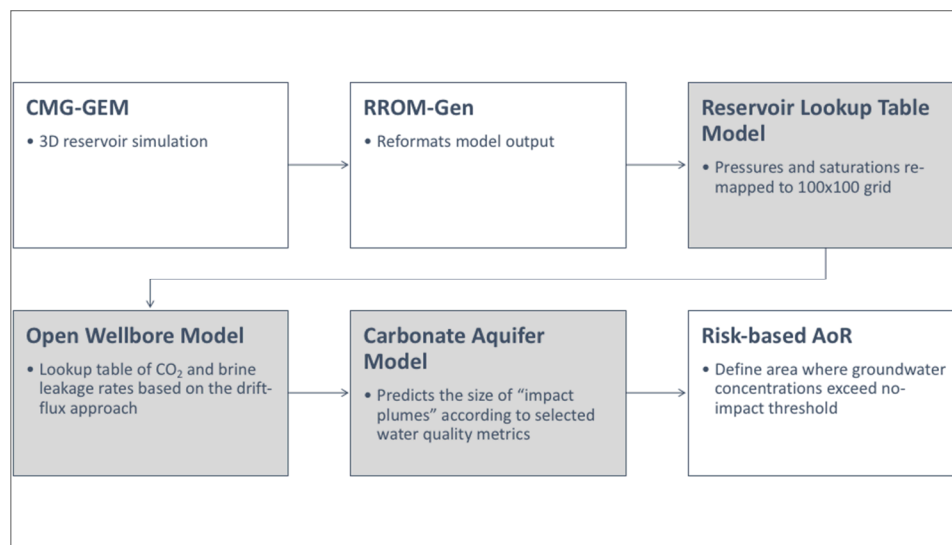 CMG-GEM
• 3D reservoir simulation
RROM-Gen
• Reformats model output
Reservoir Lookup Table
Model
• Pressures and saturations re-
mapped to 100x100 grid
Open Wellbore Model
• Lookup table of CO₂ and brine
leakage rates based on the drift-
flux approach
Carbonate Aquifer
Model
• Predicts the size of “impact
plumes” according to selected
water quality metrics
Risk-based AoR
• Define area where groundwater
concentrations exceed no-
impact threshold